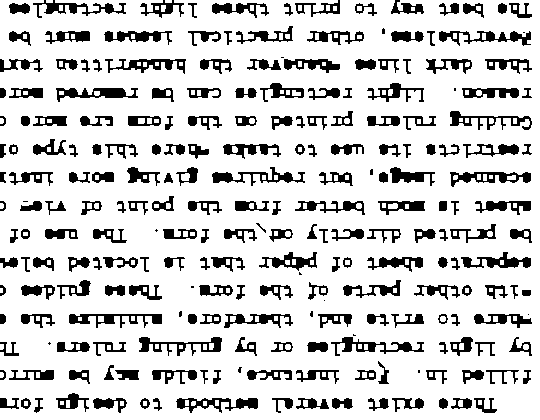 There exist several methods to design form
filled in. For instance, fields may be surro
by light rectangles or by guiding rulers. Th
where to write and, therefore, minimize the s
with other parts of the form. These guides c
separate sheet of paper that is located belo
be printed directly on the form. The use of
sheet is much better from the point of view o
scanned image, but requires giving more instr
restricts its use to tasks where this type of
Guiding rulers printed on the form are more c
reason. Light rectangles can be removed more
than dark lines whenever the handwritten text
Nevertheless, other practical issues must be
The best way to print these light rectangles